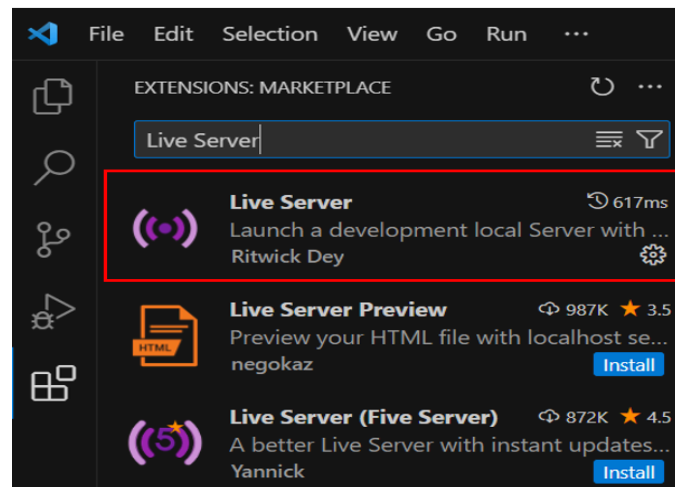 File Edit Selection View Go Run ...
EXTENSIONS: MARKETPLACE
Live Server
Live Server 617ms
Launch a development local Server with ...
Ritwick Dey
Live Server Preview 987K ★ 3.5
Preview your HTML file with localhost se...
negokaz Install
HTML
Live Server (Five Server) 872K ★ 4.5
A better Live Server with instant updates...
Yannick Install
5